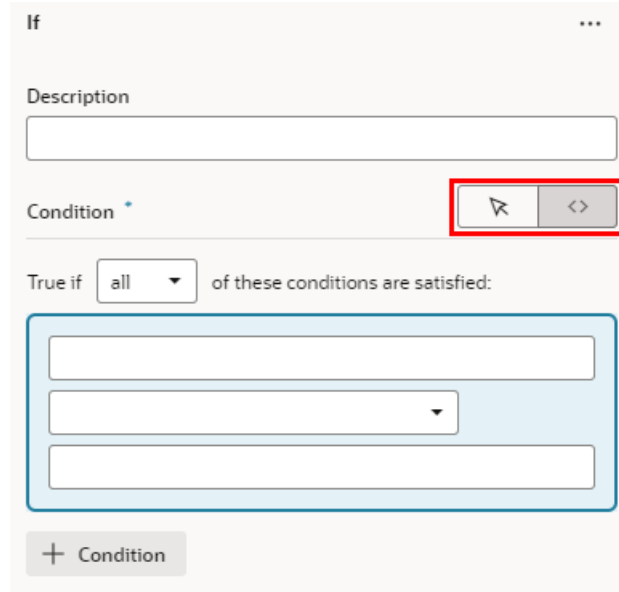 If
Description
Condition *
True if all of these conditions are satisfied:
+ Condition